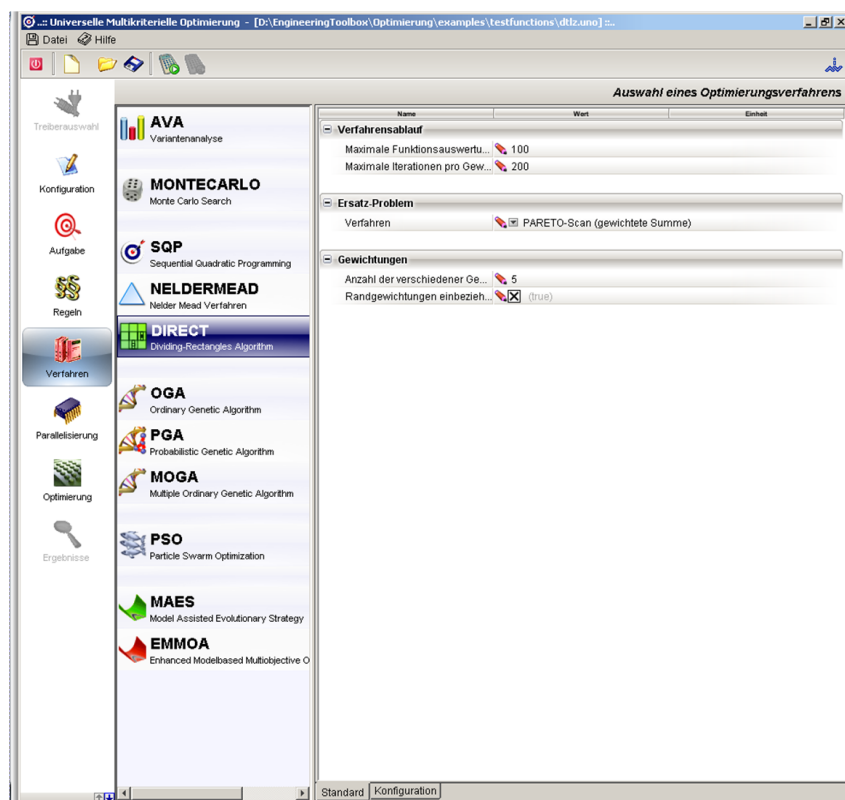 ..:: Universelle Multikriterielle Optimierung - [D:\EngineeringToolbox\Optimierung\examples\testfunctions\dtlz.uno] ::..
Datei Hilfe
Auswahl eines Optimierungsverfahrens
Treiberauswahl
Konfiguration
Aufgabe
§§
Regeln
Verfahren
Parallelisierung
Optimierung
Ergebnisse
AVA
Variantenanalyse
MONTECARLO
Monte Carlo Search
SQP
Sequential Quadratic Programming
NELDERMEAD
Nelder Mead Verfahren
DIRECT
Dividing-Rectangles Algorithm
OGA
Ordinary Genetic Algorithm
PGA
Probabilistic Genetic Algorithm
MOGA
Multiple Ordinary Genetic Algorithm
PSO
Particle Swarm Optimization
MAES
Model Assisted Evolutionary Strategy
EMMOA
Enhanced Modelbased Multiobjective O
Name Wert Einheit
Verfahrensablauf
Maximale Funktionsauswertu... 100
Maximale Iterationen pro Gew... 200
Ersatz-Problem
Verfahren PARETO-Scan (gewichtete Summe)
Gewichtungen
Anzahl der verschiedener Ge... 5
Randgewichtungen einbezieh... (true)
Standard Konfiguration